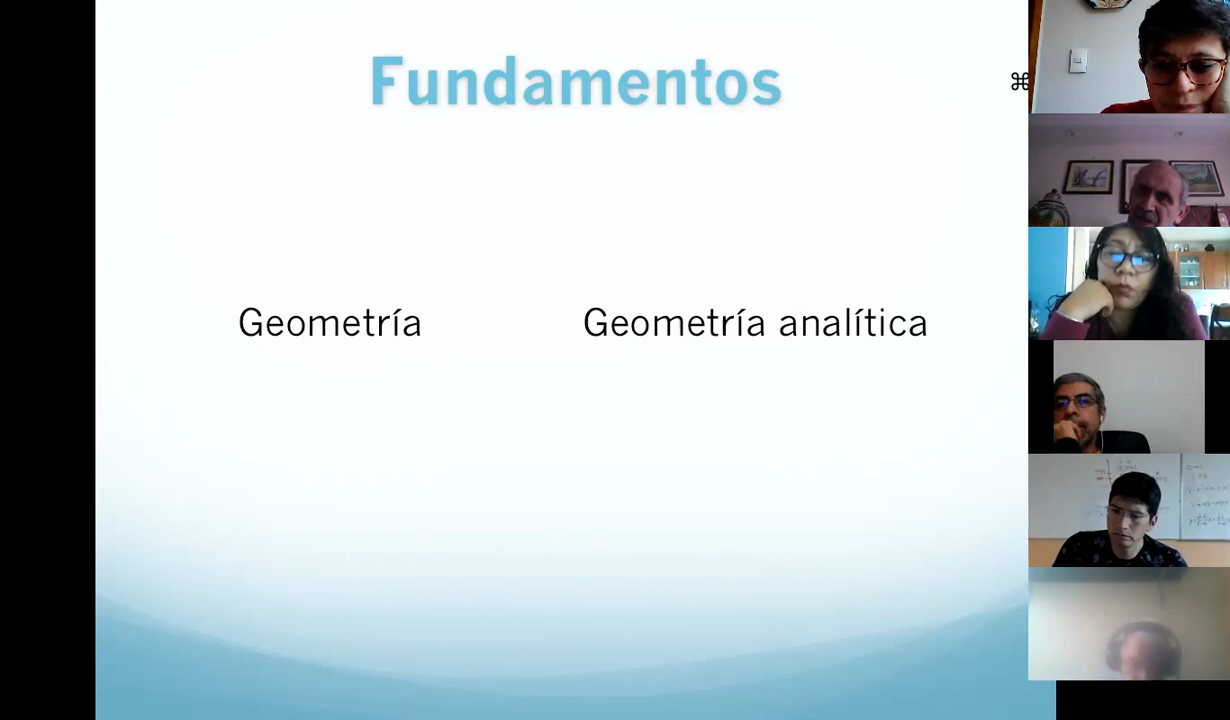 Fundamentos
⌘
Geometría
Geometría analítica